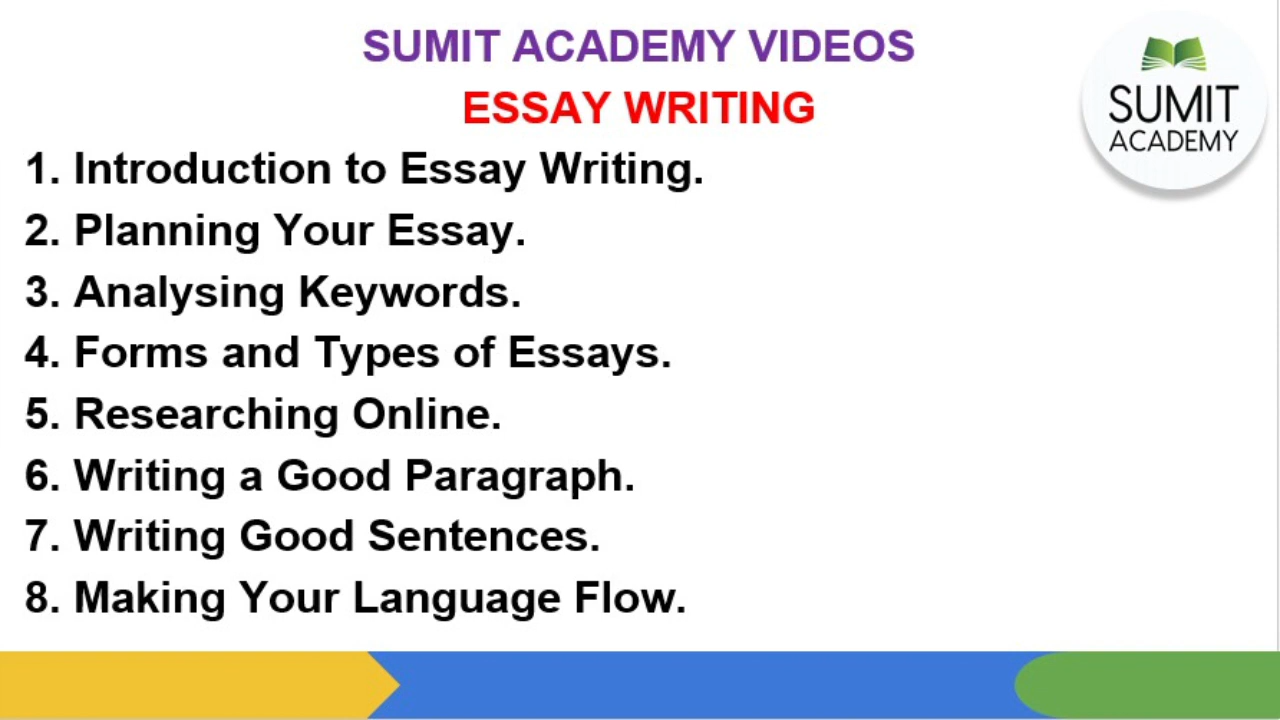 SUMIT ACADEMY VIDEOS
ESSAY WRITING
SUMIT
ACADEMY
1. Introduction to Essay Writing.
2. Planning Your Essay.
3. Analysing Keywords.
4. Forms and Types of Essays.
5. Researching Online.
6. Writing a Good Paragraph.
7. Writing Good Sentences.
8. Making Your Language Flow.